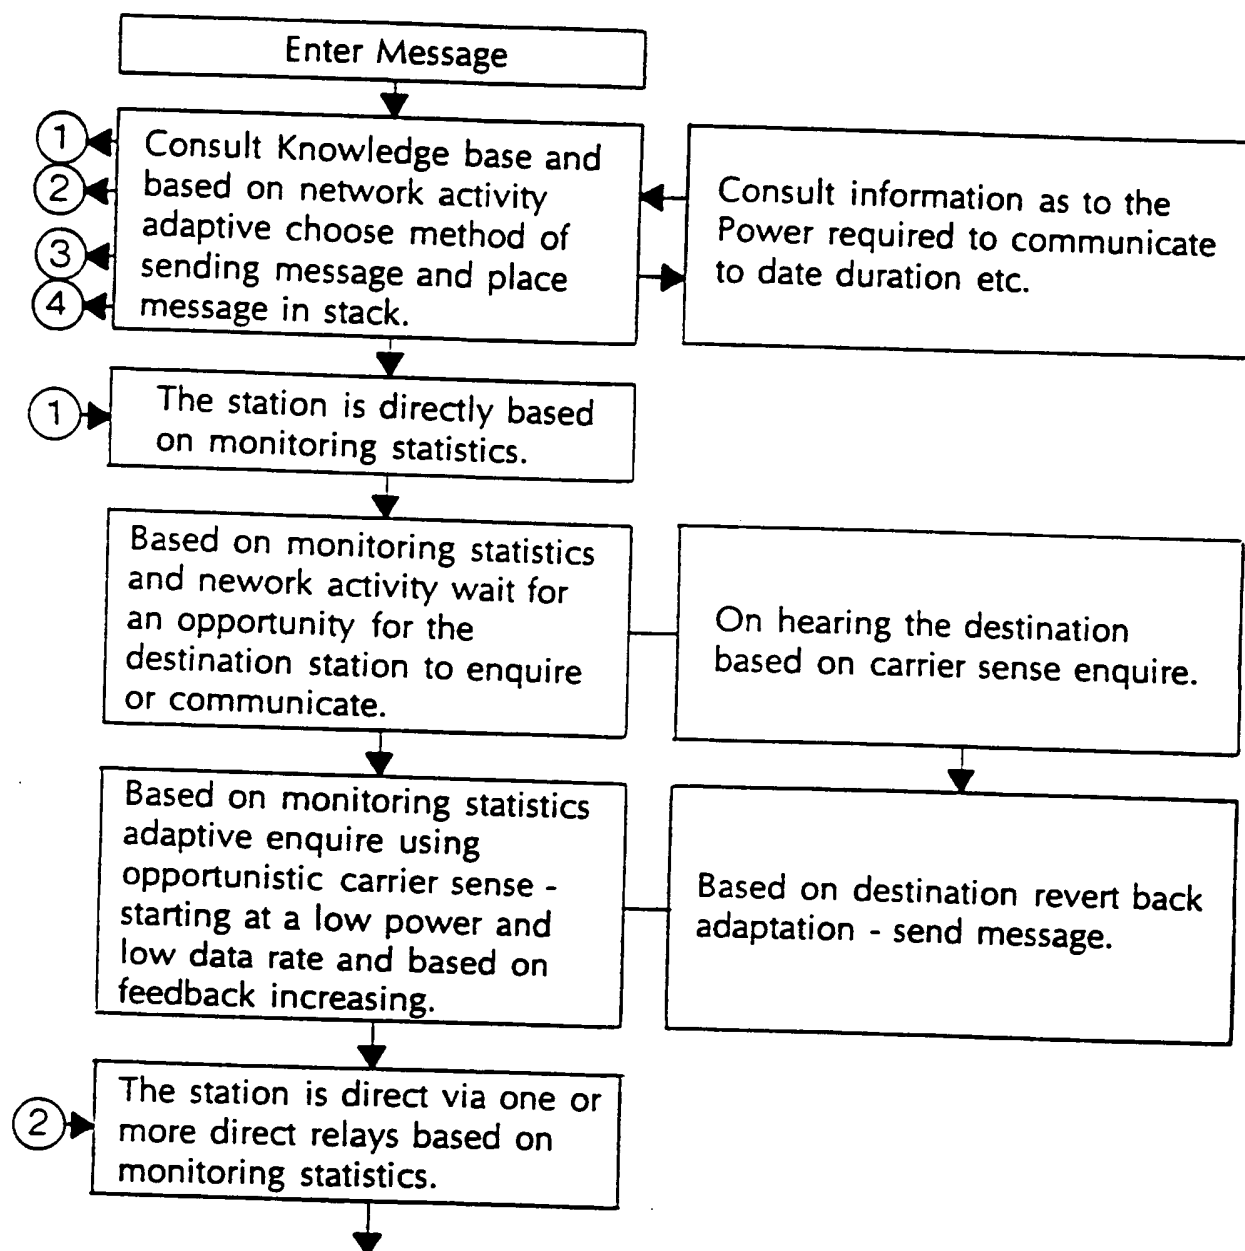 Enter Message
1
2
3
4
Consult Knowledge base and
based on network activity
adaptive choose method of
sending message and place
message in stack.
Consult information as to the
Power required to communicate
to date duration etc.
1
The station is directly based
on monitoring statistics.
Based on monitoring statistics
and nework activity wait for
an opportunity for the
destination station to enquire
or communicate.
On hearing the destination
based on carrier sense enquire.
Based on monitoring statistics
adaptive enquire using
opportunistic carrier sense -
starting at a low power and
low data rate and based on
feedback increasing.
Based on destination revert back
adaptation - send message.
2
The station is direct via one or
more direct relays based on
monitoring statistics.